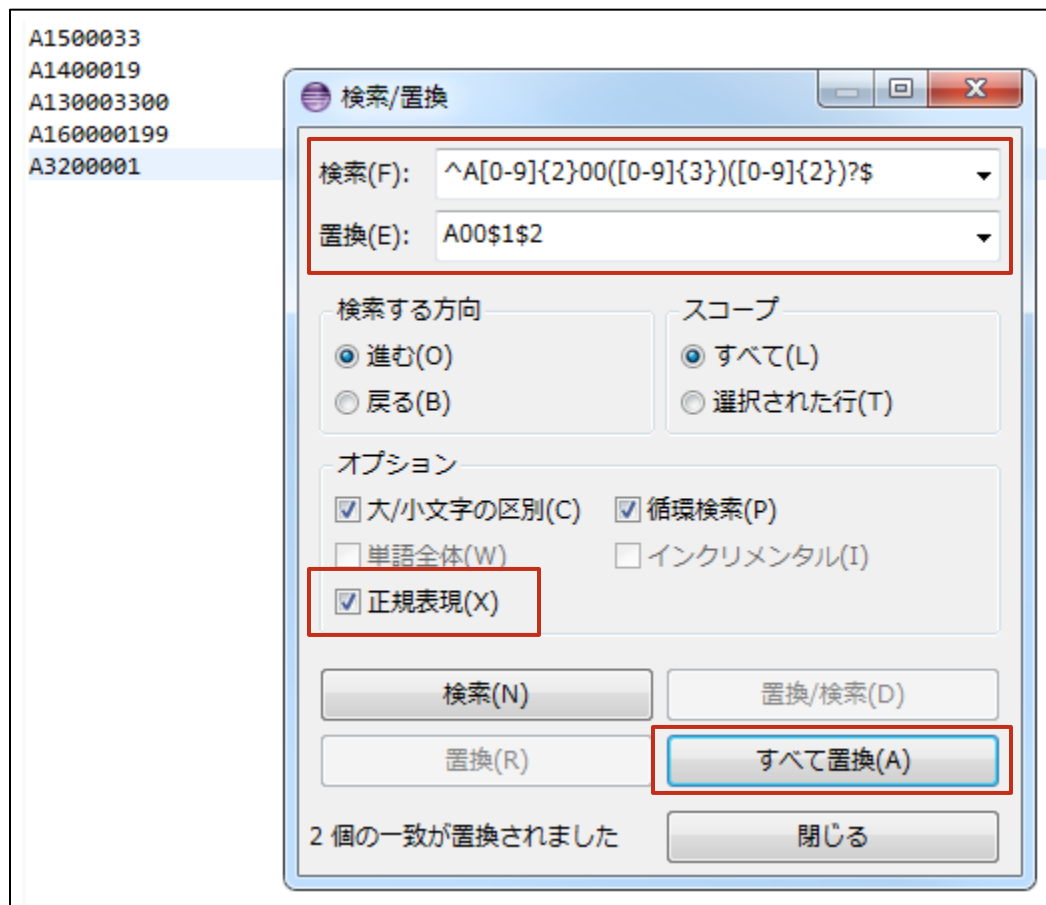 A1500033
A1400019
A130003300
A160000199
A3200001
検索/置換
検索(F): ^A[0-9]{2}00([0-9]{3})([0-9]{2})?$
置換(E): A00$1$2
検索する方向
進む(O)
戻る(B)
スコープ
すべて(L)
選択された行(T)
オプション
大/小文字の区別(C) 循環検索(P)
単語全体(W) インクリメンタル(I)
正規表現(X)
検索(N) 置換/検索(D)
置換(R) すべて置換(A)
2 個の一致が置換されました 閉じる